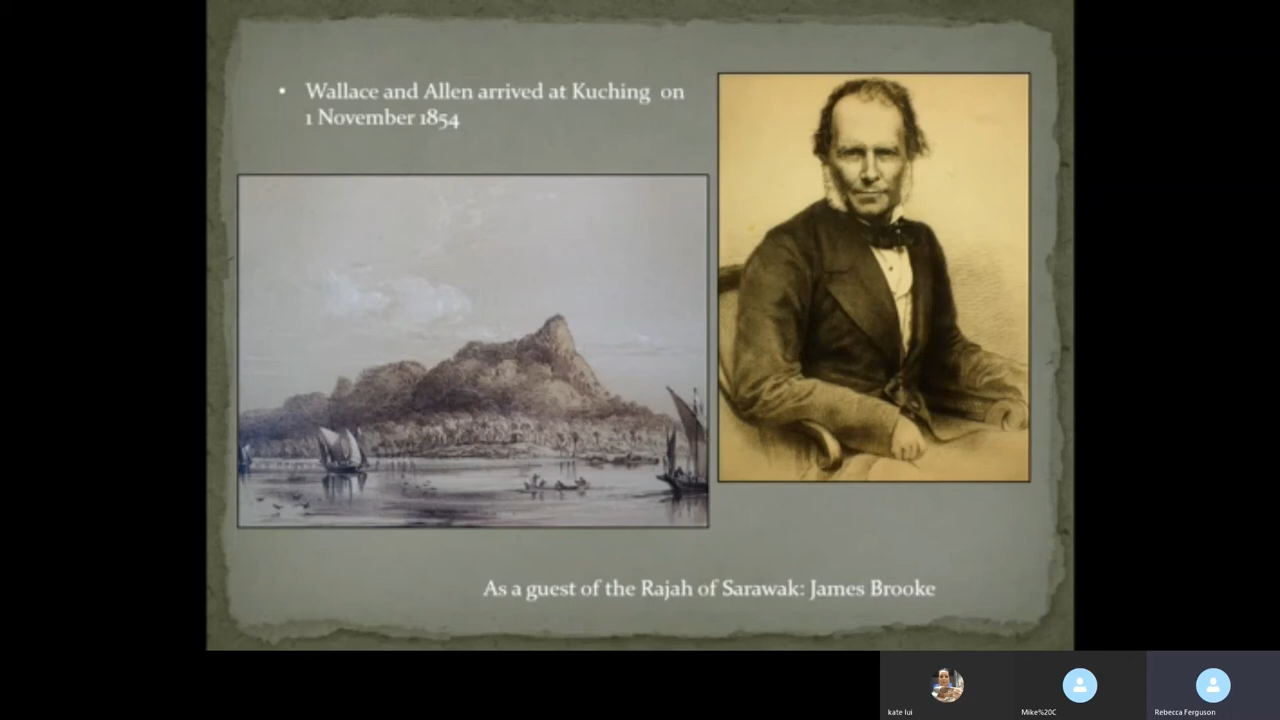 • Wallace and Allen arrived at Kuching on
1 November 1854
As a guest of the Rajah of Sarawak: James Brooke
kate lui
Mike%20C
Rebecca Ferguson